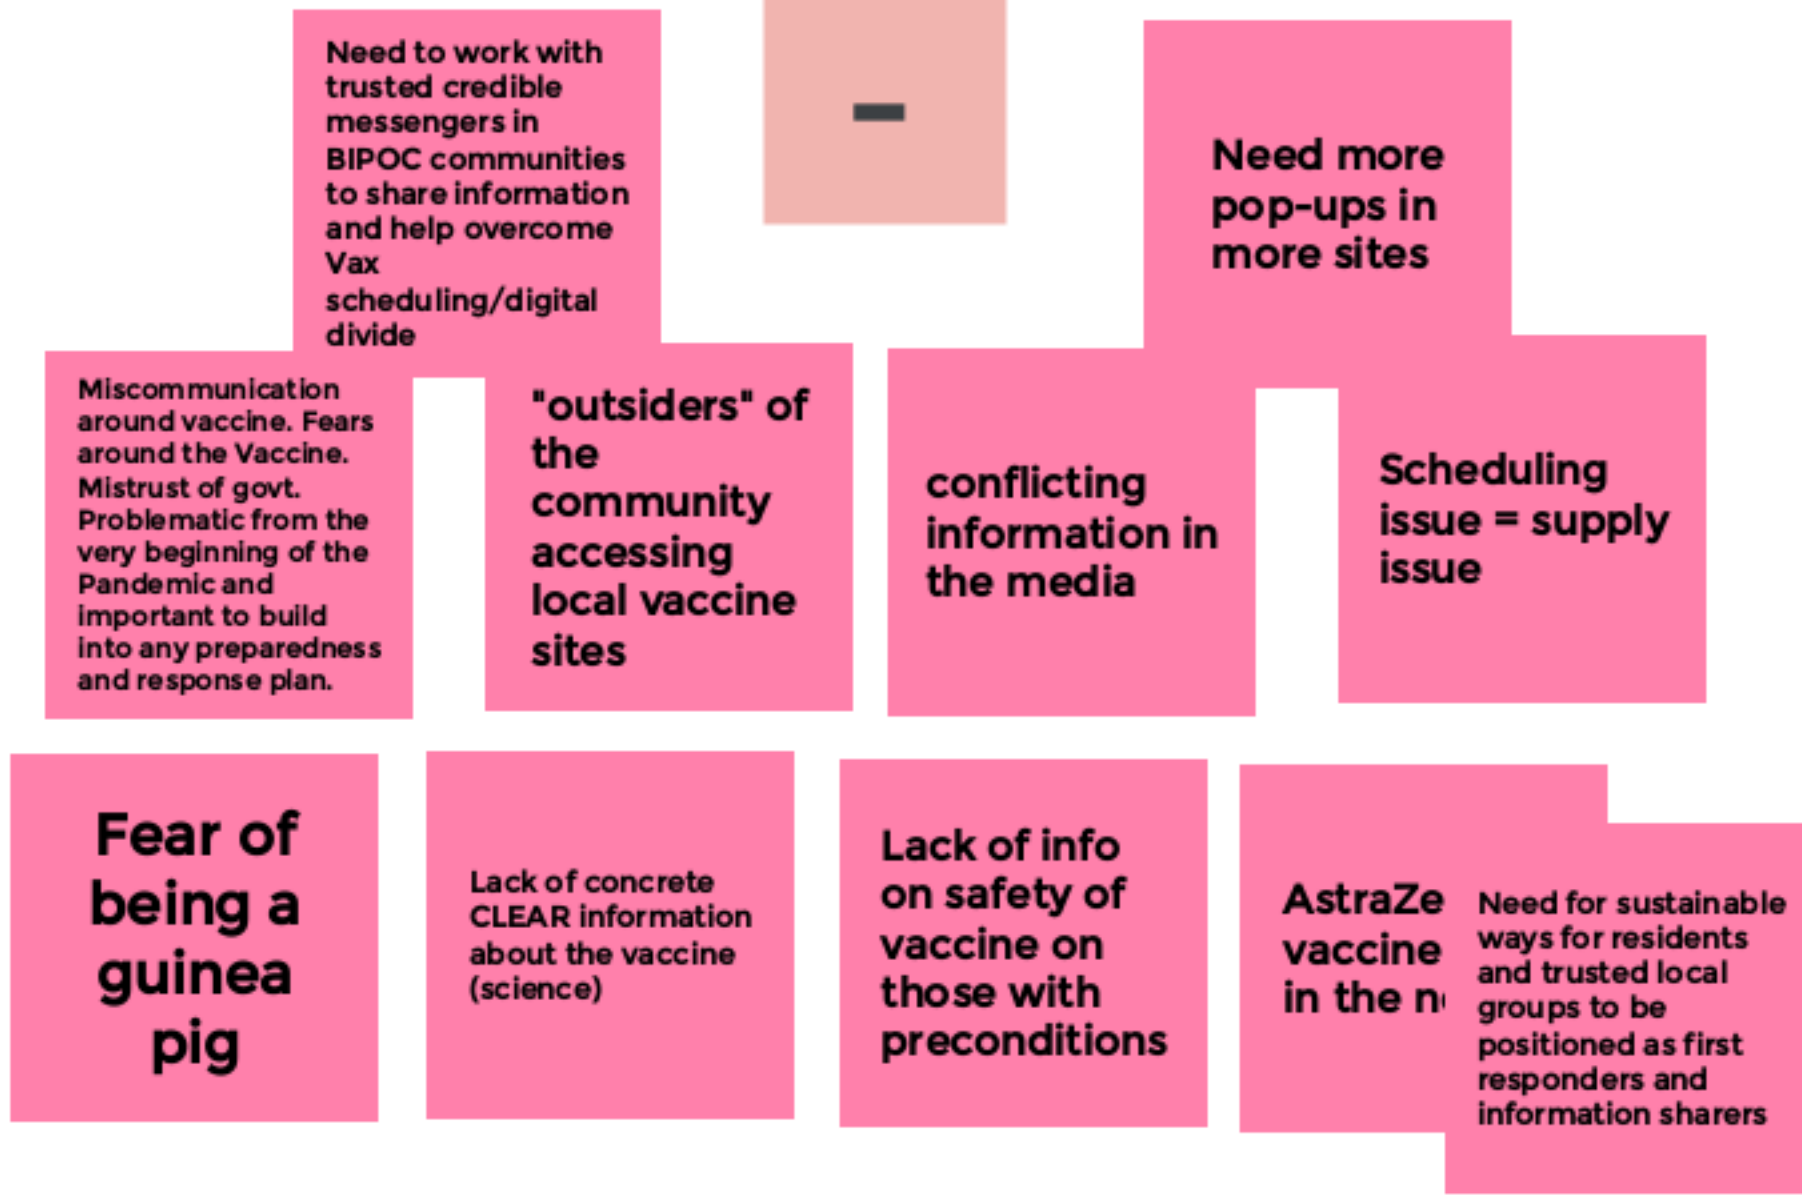 Need to work with
trusted credible
messengers in
BIPOC communities
to share information
and help overcome
Vax
scheduling/digital
divide
-
Need more
pop-ups in
more sites
Miscommunication
around vaccine. Fears
around the Vaccine.
Mistrust of govt.
Problematic from the
very beginning of the
Pandemic and
important to build
into any preparedness
and response plan.
"outsiders" of
the
community
accessing
local vaccine
sites
conflicting
information in
the media
Scheduling
issue = supply
issue
Fear of
being a
guinea
pig
Lack of concrete
CLEAR information
about the vaccine
(science)
Lack of info
on safety of
vaccine on
those with
preconditions
AstraZe
vaccine
in the
Need for sustainable
ways for residents
and trusted local
groups to be
positioned as first
responders and
information sharers